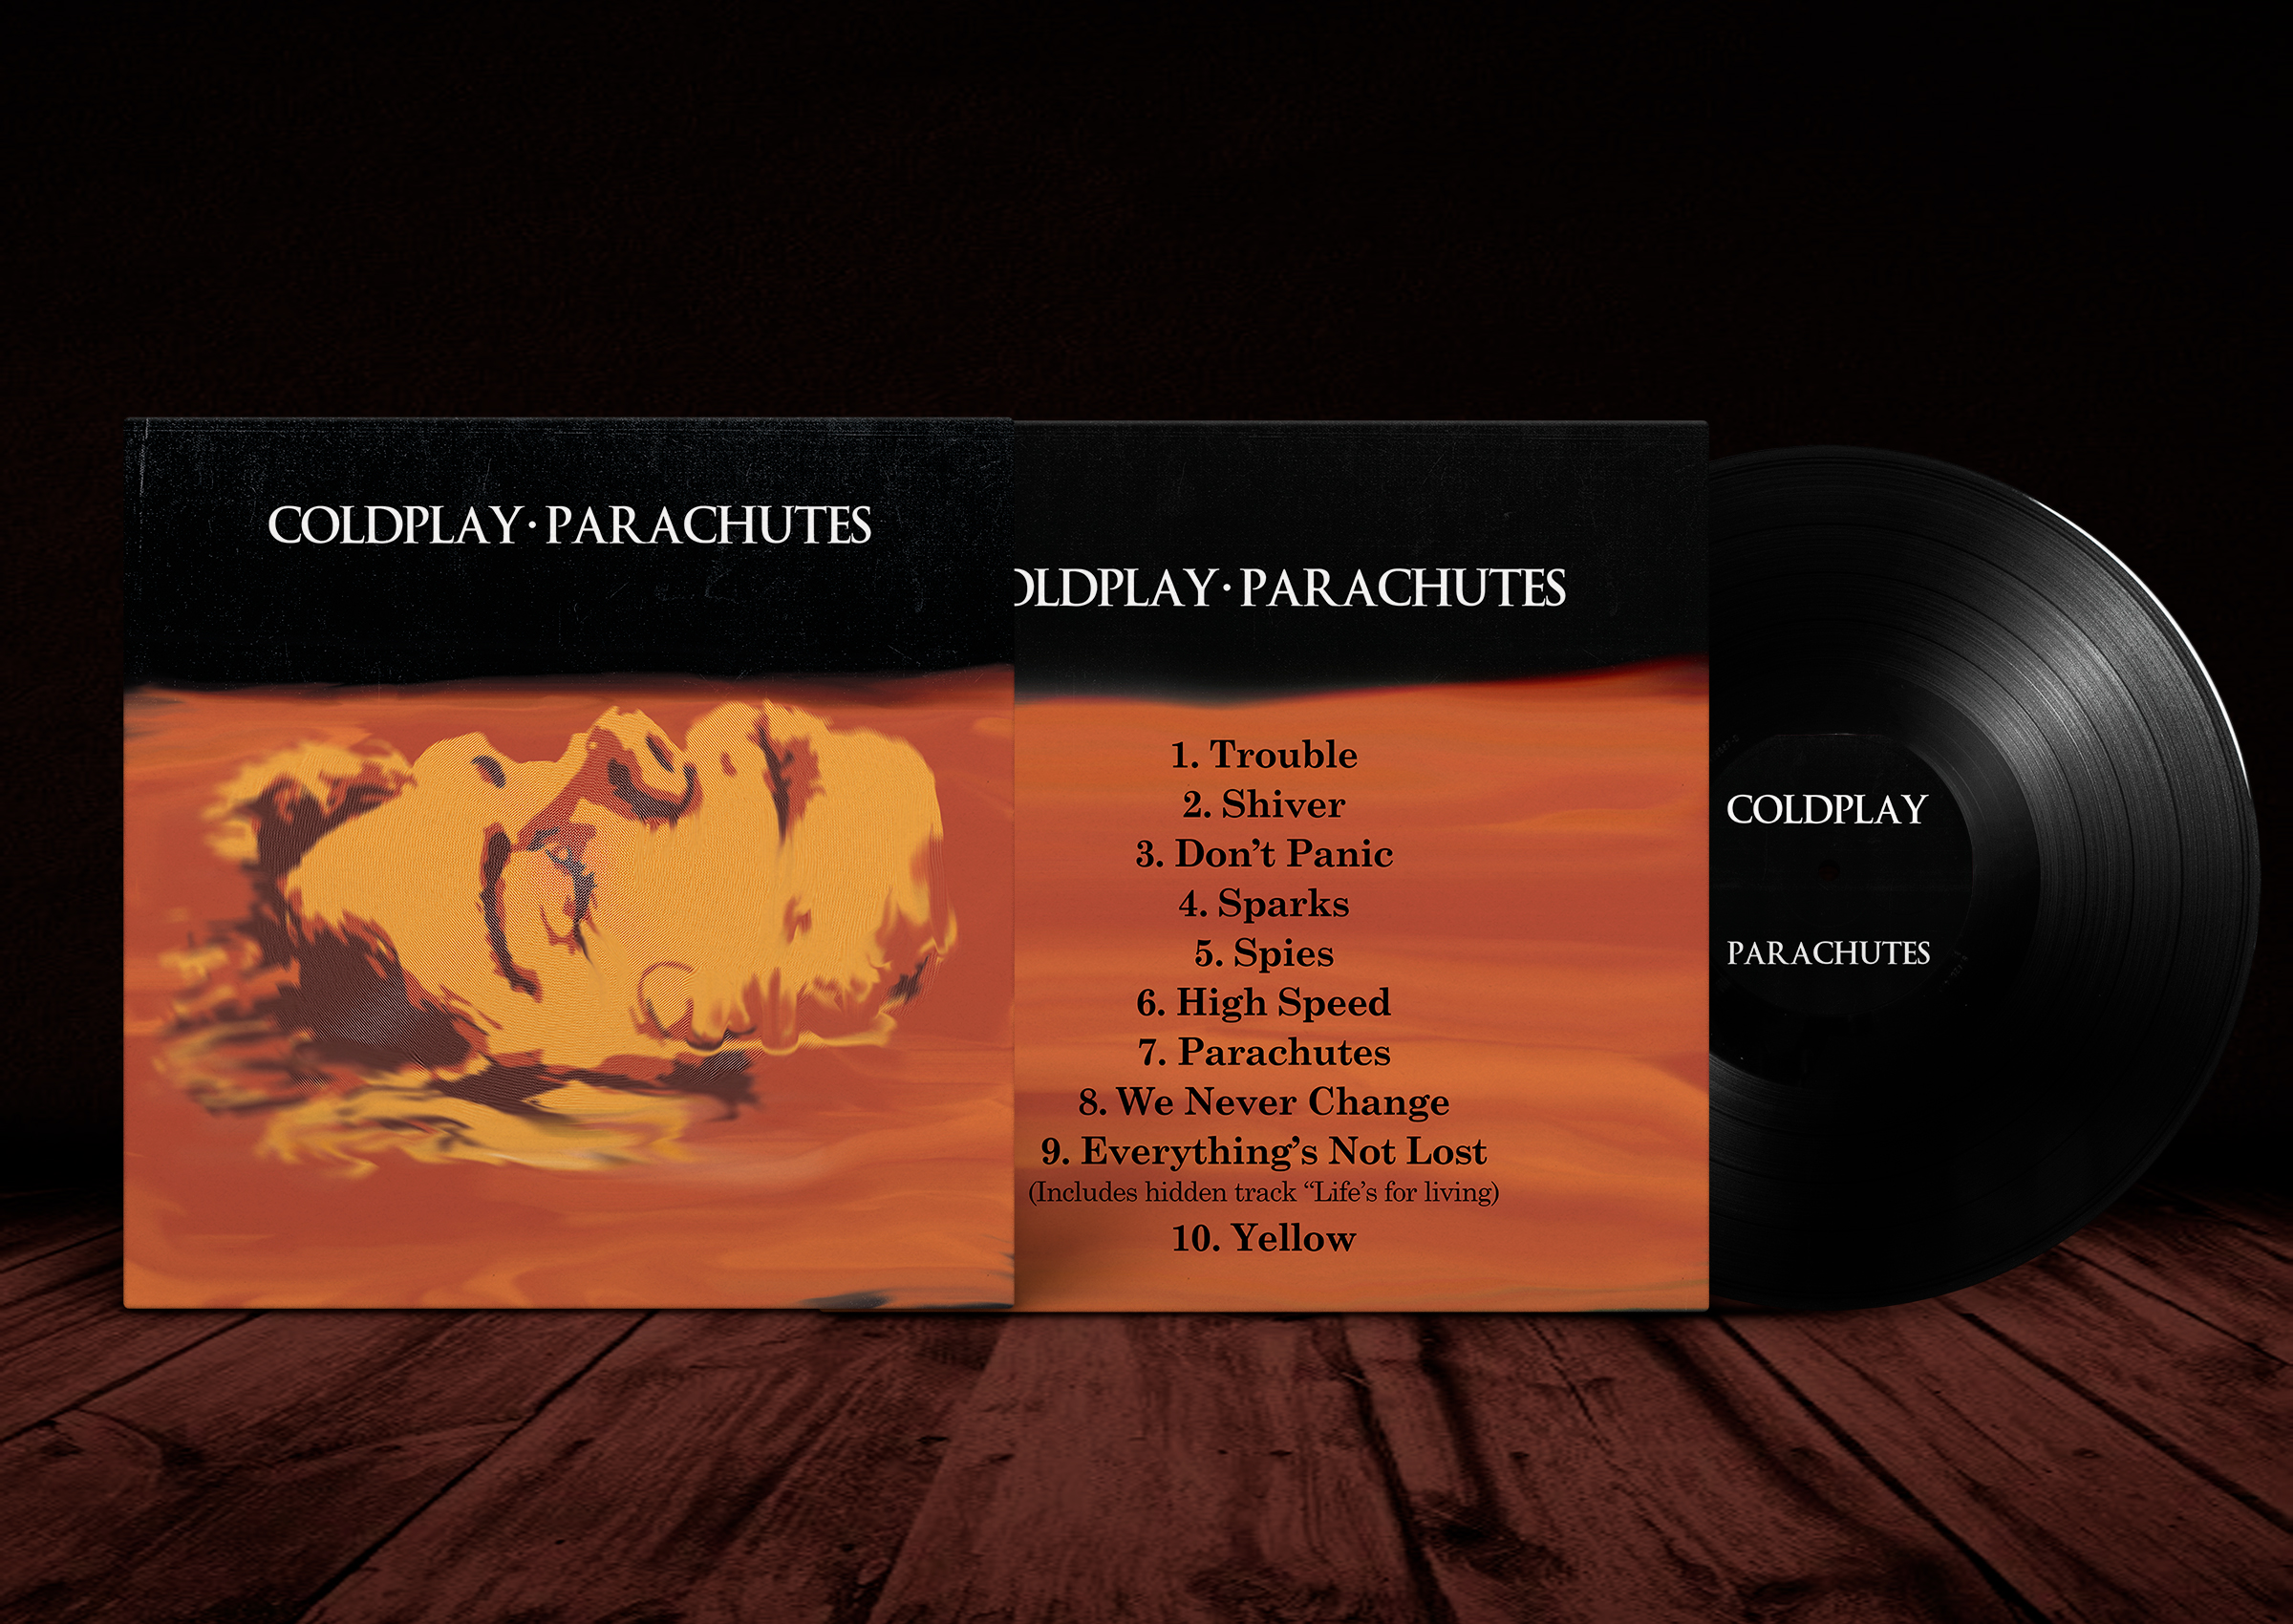 COLDPLAY·PARACHUTES
OLDPLAY·PARACHUTES
1. Trouble
2. Shiver
3. Don’t Panic
4. Sparks
5. Spies
6. High Speed
7. Parachutes
8. We Never Change
9. Everything’s Not Lost
(Includes hidden track “Life’s for living)
10. Yellow
COLDPLAY
PARACHUTES